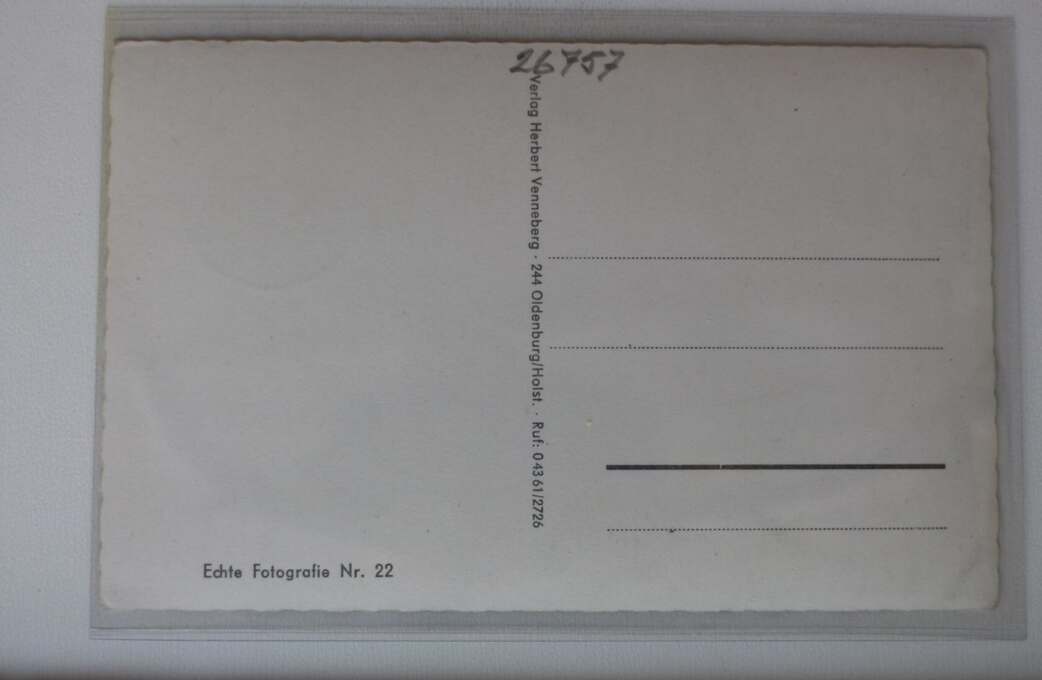 26757
Verlag Herbert Venneberg · 244 Oldenburg/Holst. · Ruf: 04361/2726
Echte Fotografie Nr. 22